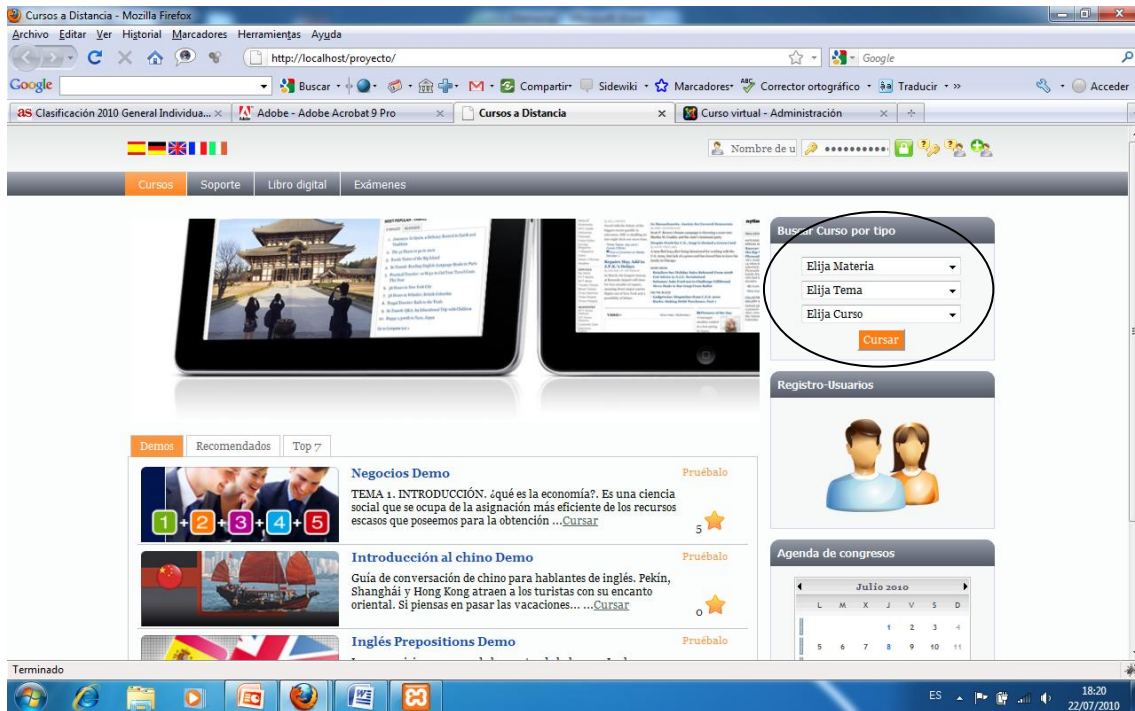 Cursos a Distancia - Mozilla Firefox
Archivo Editar Ver Historial Marcadores Herramientas Ayuda
http://localhost/proyecto/
Google
Google
Buscar
Compartir
Sidewiki
Marcadores
Corrector ortográfico
Traducir
Acceder
as Clasificación 2010 General Individua...
Adobe - Adobe Acrobat 9 Pro
Cursos a Distancia
Curso virtual - Administración
Nombre de u
Cursos Soporte Libro digital Exámenes
Buscar Curso por tipo
Elija Materia
Elija Tema
Elija Curso
Cursar
Registro-Usuarios
Demos Recomendados Top 7
Negocios Demo Pruébalo
TEMA 1. INTRODUCCIÓN. ¿qué es la economía?. Es una ciencia
social que se ocupa de la asignación más eficiente de los recursos
escasos que poseemos para la obtención ...Cursar
5
1+2+3+4+5
Introducción al chino Demo Pruébalo
Guía de conversación de chino para hablantes de inglés. Pekín,
Shanghái y Hong Kong atraen a los turistas con su encanto
oriental. Si piensas en pasar las vacaciones... ...Cursar
0
Inglés Prepositions Demo Pruébalo
Agenda de congresos
Julio 2010
L M X J V S D
1 2 3 4
5 6 7 8 9 10 11
Terminado
ES
18:20
22/07/2010